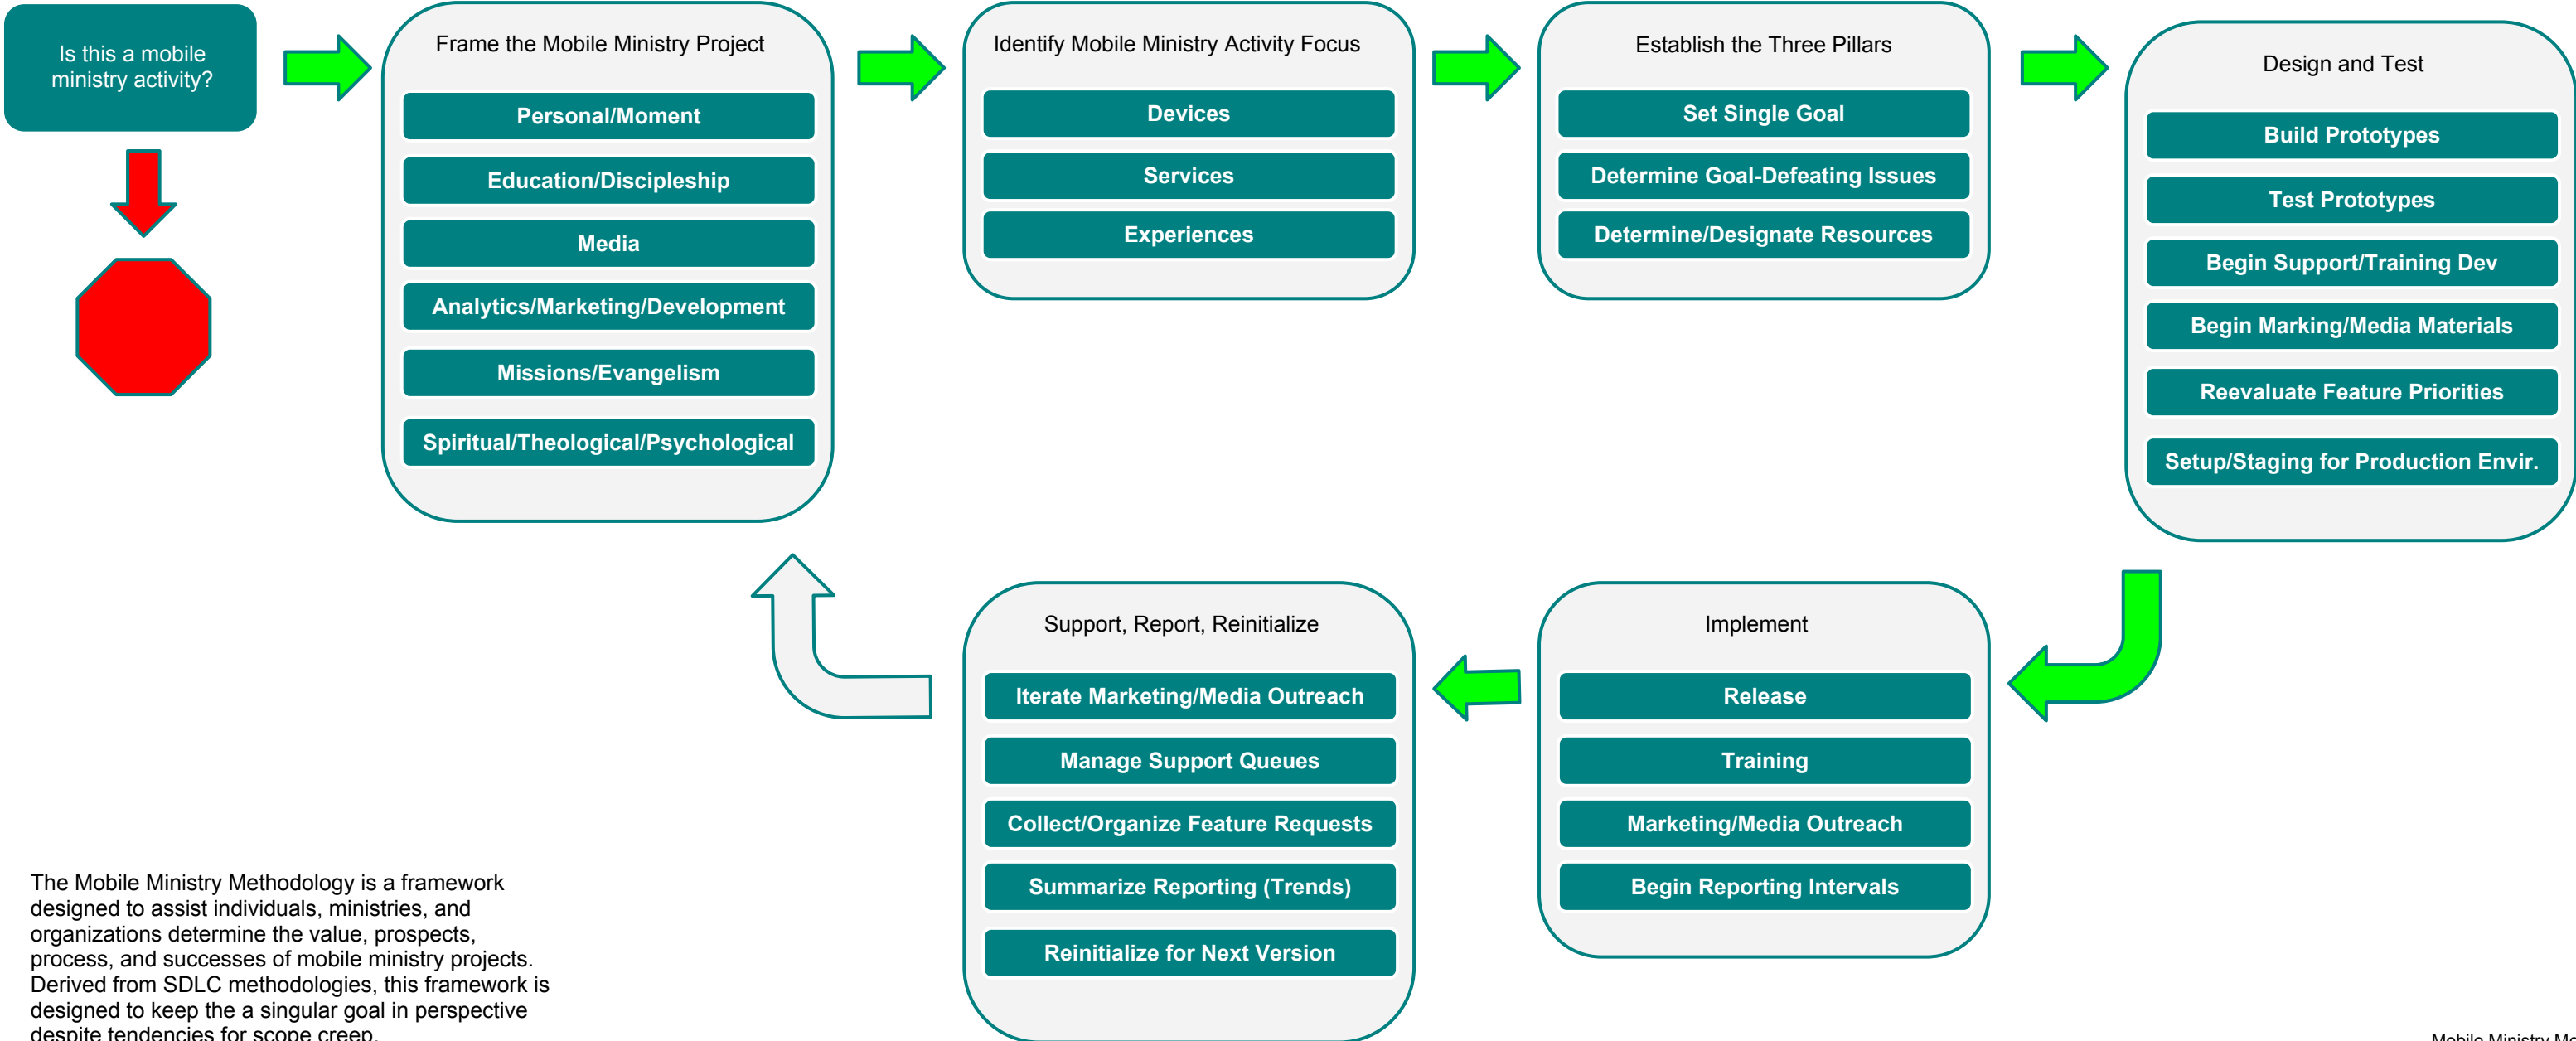 Is this a mobile
ministry activity?
Frame the Mobile Ministry Project
Personal/Moment
Education/Discipleship
Media
Analytics/Marketing/Development
Missions/Evangelism
Spiritual/Theological/Psychological
Identify Mobile Ministry Activity Focus
Devices
Services
Experiences
Establish the Three Pillars
Set Single Goal
Determine Goal-Defeating Issues
Determine/Designate Resources
Design and Test
Build Prototypes
Test Prototypes
Begin Support/Training Dev
Begin Marking/Media Materials
Reevaluate Feature Priorities
Setup/Staging for Production Envir.
Implement
Release
Training
Marketing/Media Outreach
Begin Reporting Intervals
Support, Report, Reinitialize
Iterate Marketing/Media Outreach
Manage Support Queues
Collect/Organize Feature Requests
Summarize Reporting (Trends)
Reinitialize for Next Version
The Mobile Ministry Methodology is a framework
designed to assist individuals, ministries, and
organizations determine the value, prospects,
process, and successes of mobile ministry projects.
Derived from SDLC methodologies, this framework is
designed to keep the a singular goal in perspective
despite tendencies for scope creep.
Mobile Ministry